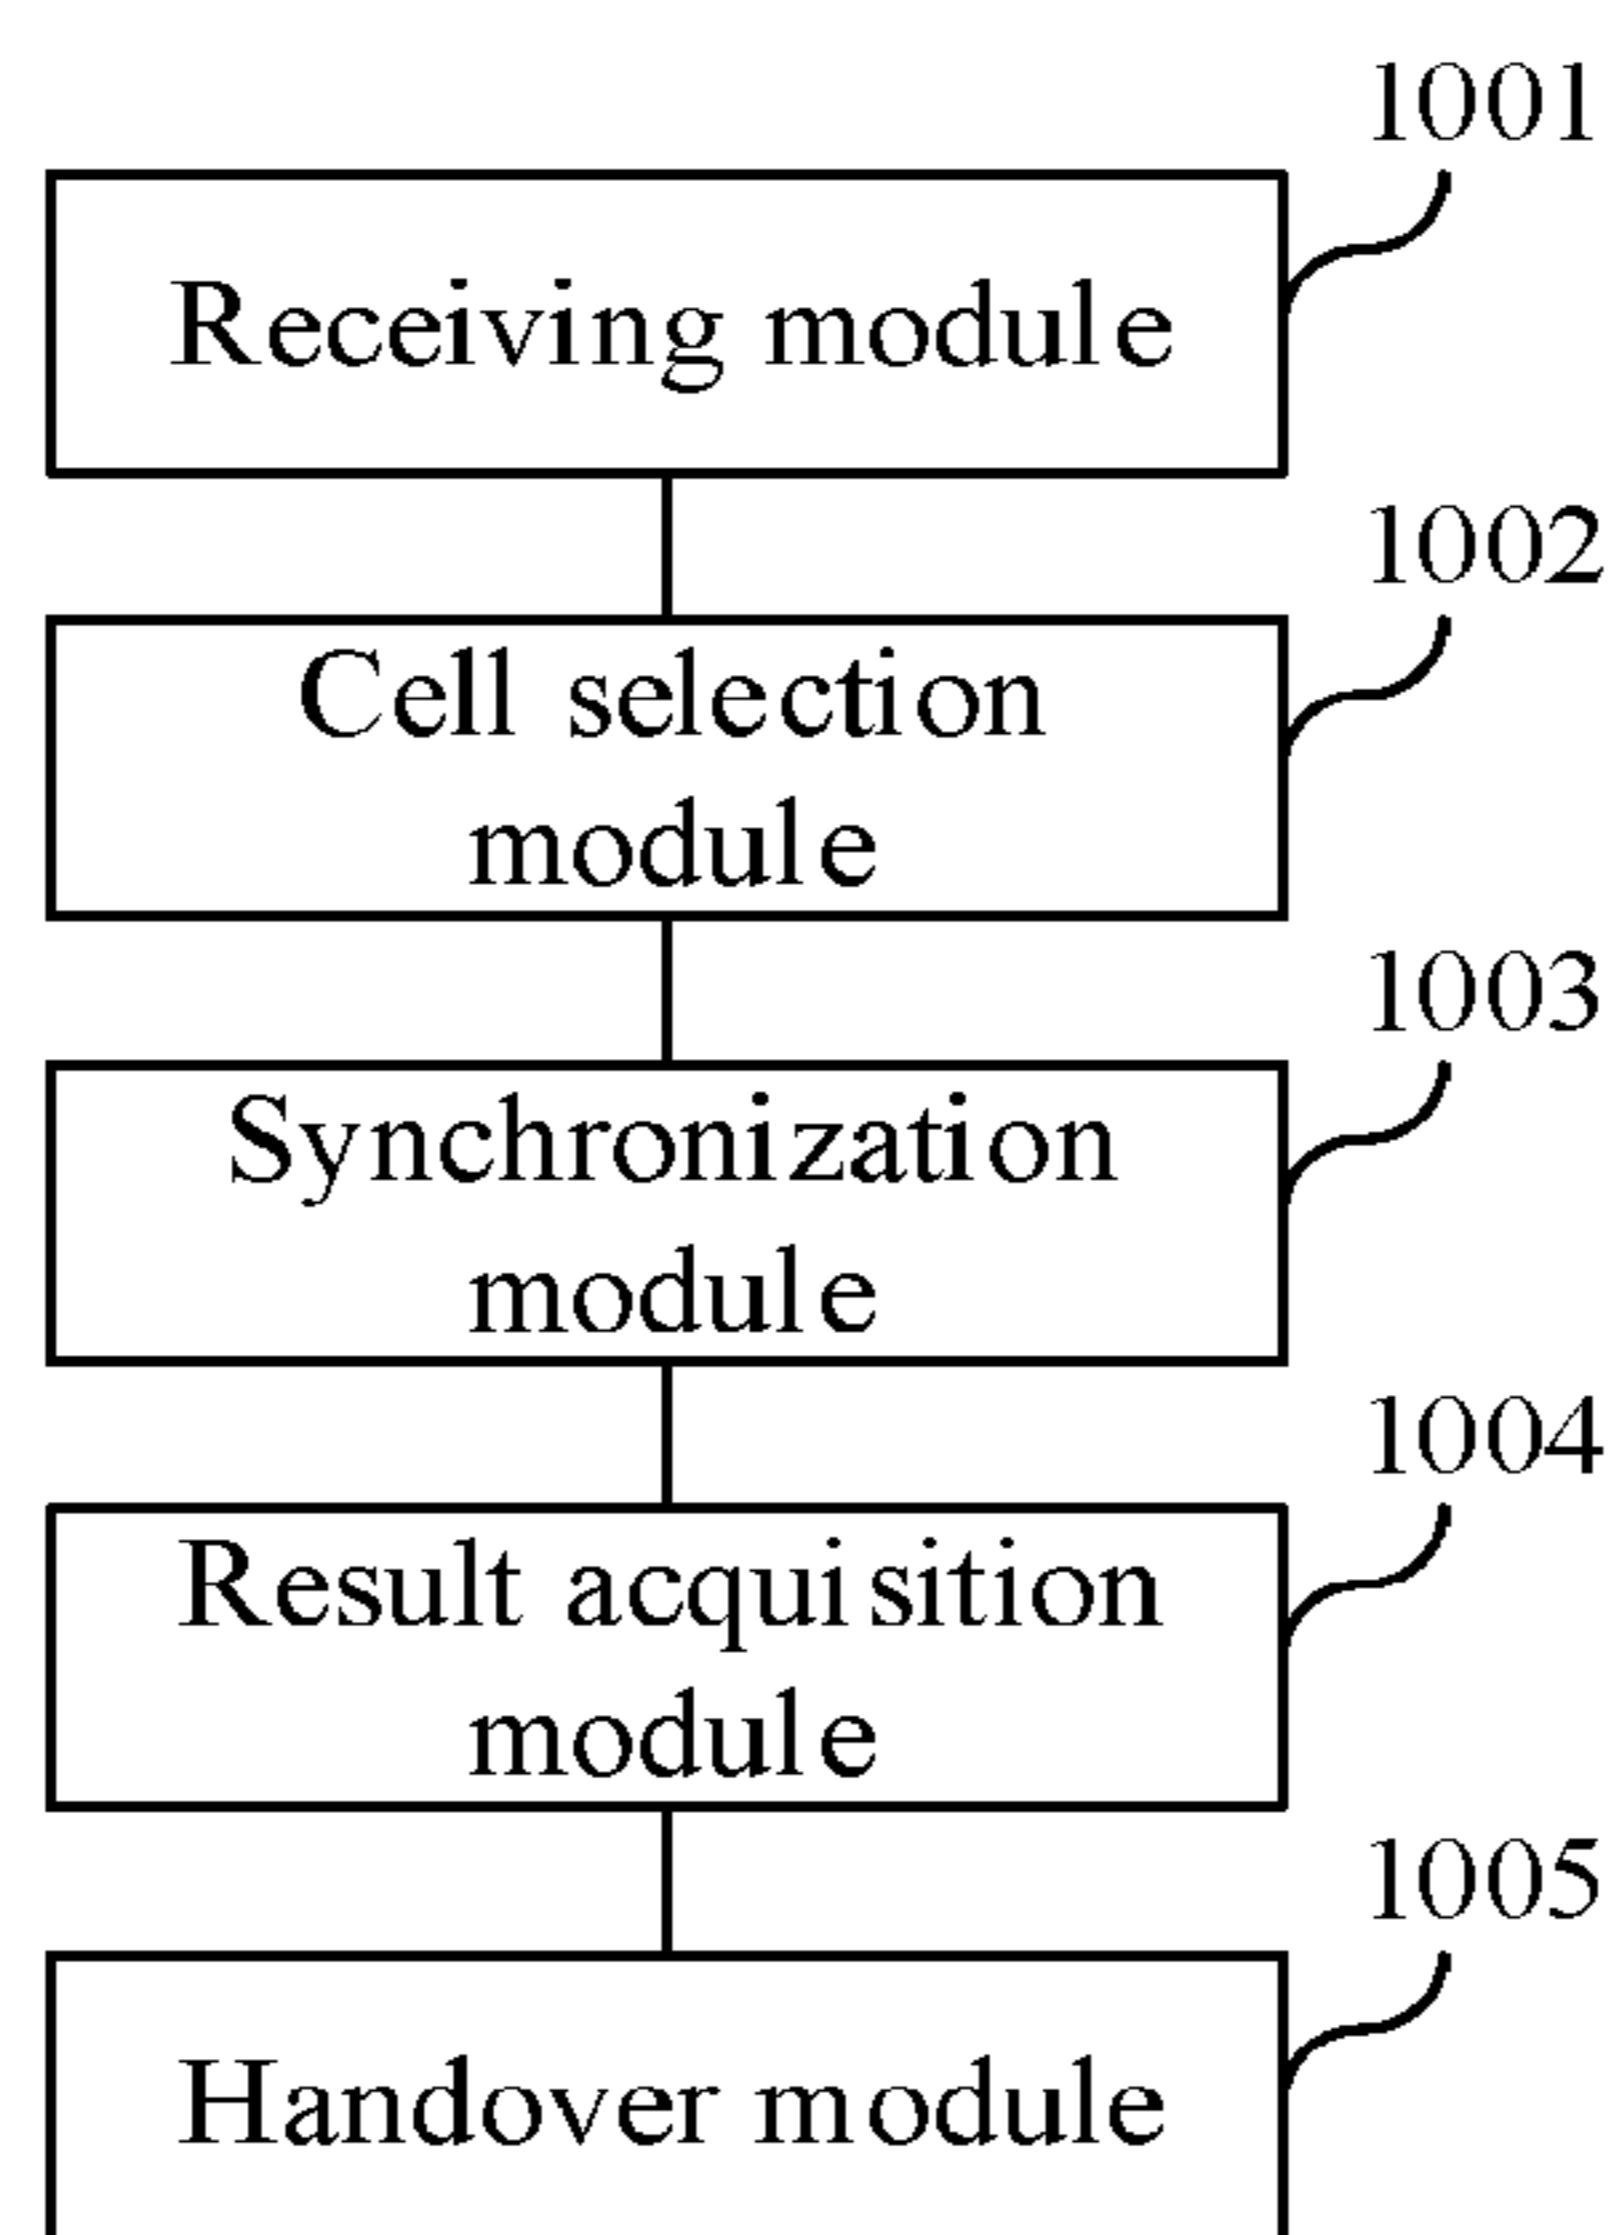 1001
Receiving module
1002
Cell selection
module
1003
Synchronization
module
1004
Result acquisition
module
1005
Handover module